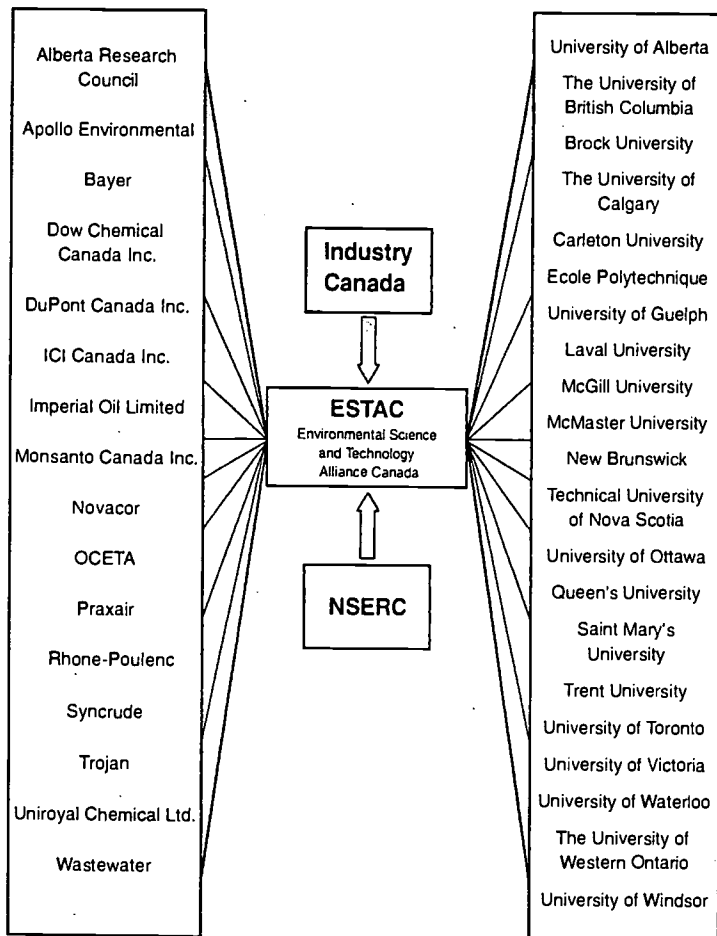 Alberta Research
Council
Apollo Environmental
Bayer
Dow Chemical
Canada Inc.
DuPont Canada Inc.
ICI Canada Inc.
Imperial Oil Limited
Monsanto Canada Inc.
Novacor
OCETA
Praxair
Rhone-Poulenc
Syncrude
Trojan
Uniroyal Chemical Ltd.
Wastewater
Industry
Canada
ESTAC
Environmental Science
and Technology
Alliance Canada
NSERC
University of Alberta
The University of
British Columbia
Brock University
The University of
Calgary
Carleton University
Ecole Polytechnique
University of Guelph
Laval University
McGill University
McMaster University
New Brunswick
Technical University
of Nova Scotia
University of Ottawa
Queen's University
Saint Mary's
University
Trent University
University of Toronto
University of Victoria
University of Waterloo
The University of
Western Ontario
University of Windsor